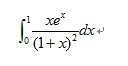 ∫₀¹ xeˣ/(1+x)² dx↵